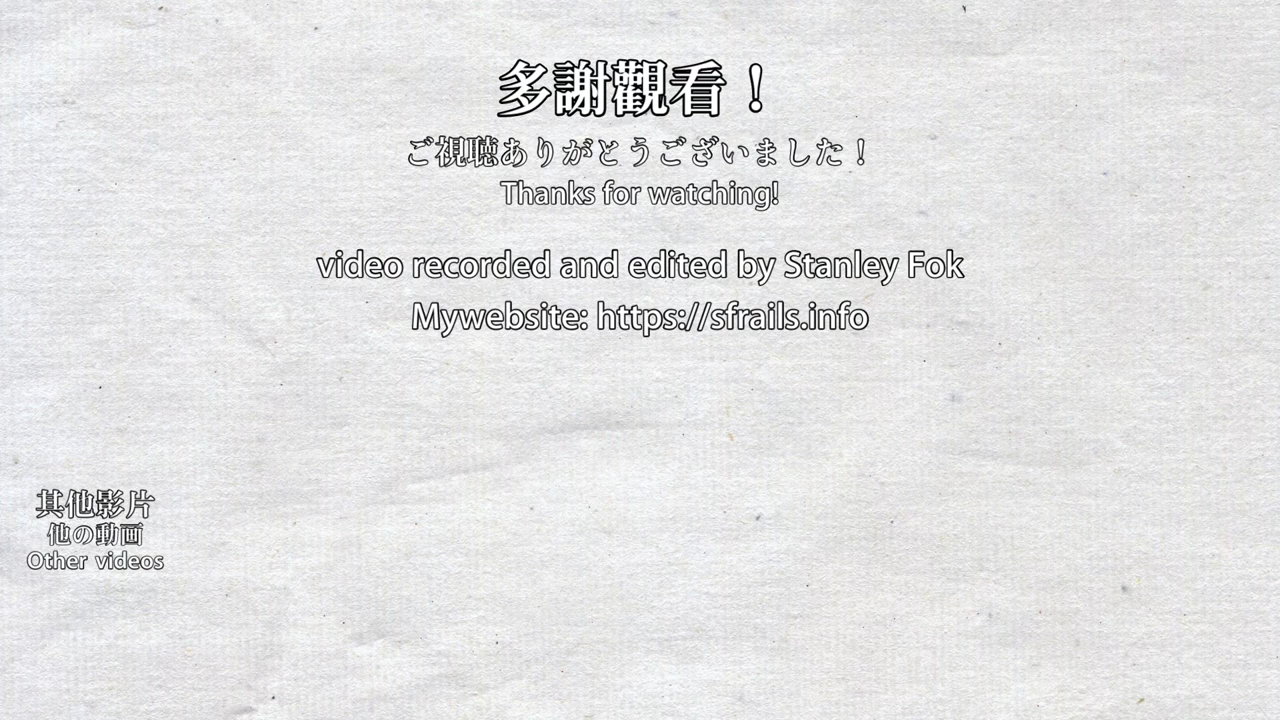 多謝觀看！
ご視聴ありがとうございました！
Thanks for watching!
video recorded and edited by Stanley Fok
Mywebsite: https://sfrails.info
其他影片
他の動画
Other videos